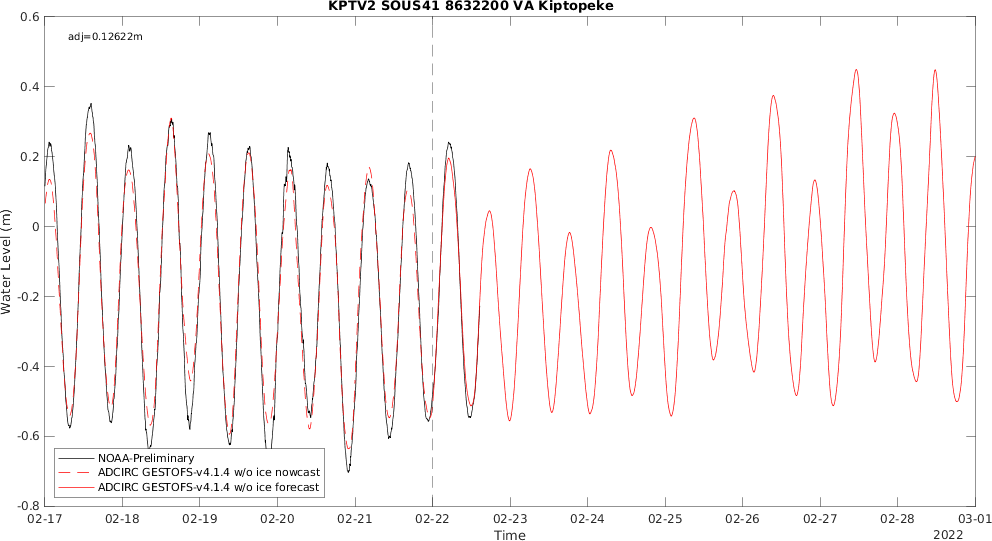 KPTV2 SOUS41 8632200 VA Kiptopeke
adj=0.12622m
0.6
0.4
0.2
0
-0.2
-0.4
-0.6
-0.8
Water Level (m)
NOAA-Preliminary
ADCIRC GESTOFS-v4.1.4 w/o ice nowcast
ADCIRC GESTOFS-v4.1.4 w/o ice forecast
02-17 02-18 02-19 02-20 02-21 02-22 02-23 02-24 02-25 02-26 02-27 02-28 03-01
Time
2022